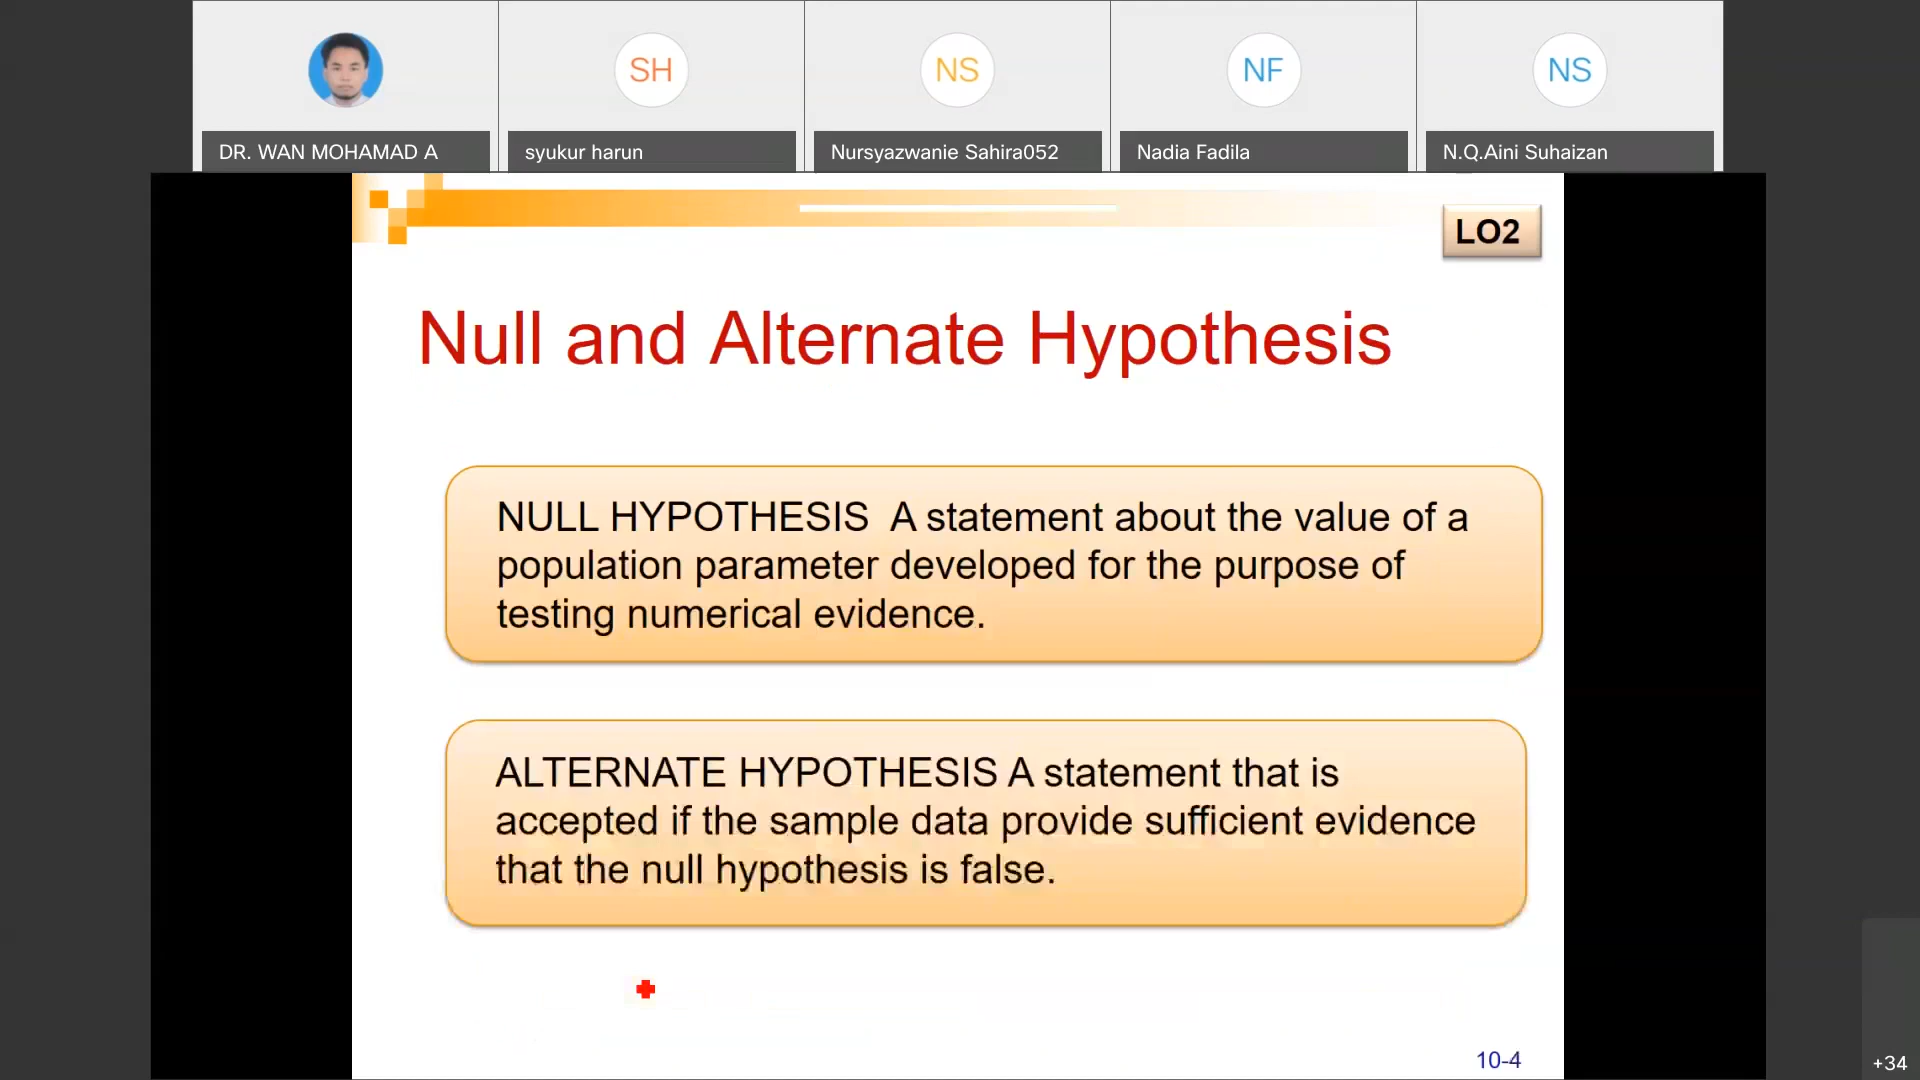 SH
NS
NF
NS
DR. WAN MOHAMAD A
syukur harun
Nursyazwanie Sahira052
Nadia Fadila
N.Q.Aini Suhaizan
LO2
Null and Alternate Hypothesis
NULL HYPOTHESIS A statement about the value of a
population parameter developed for the purpose of
testing numerical evidence.
ALTERNATE HYPOTHESIS A statement that is
accepted if the sample data provide sufficient evidence
that the null hypothesis is false.
10-4
+34